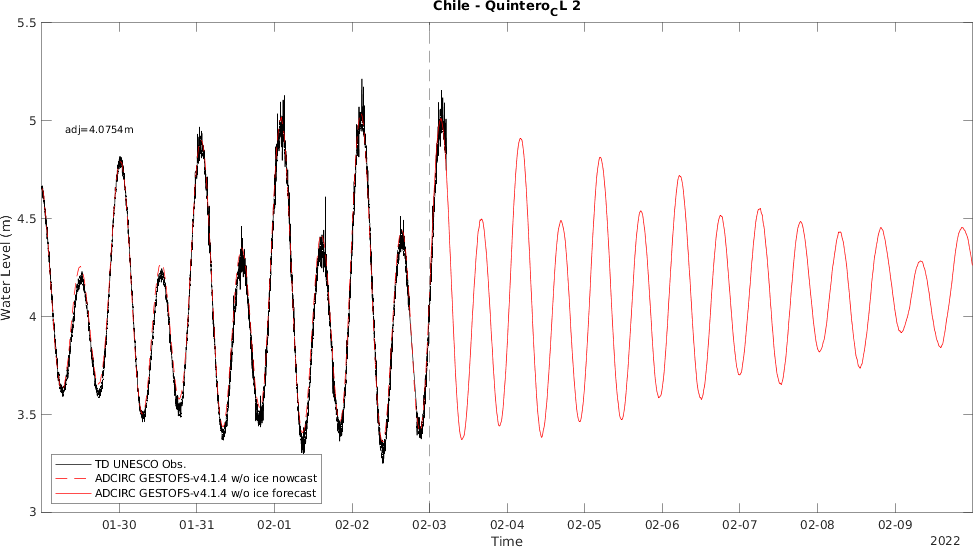 Chile - Quintero_CL 2
5.5
5
4.5
4
3.5
3
Water Level (m)
adj=4.0754m
TD UNESCO Obs.
ADCIRC GESTOFS-v4.1.4 w/o ice nowcast
ADCIRC GESTOFS-v4.1.4 w/o ice forecast
01-30 01-31 02-01 02-02 02-03 02-04 02-05 02-06 02-07 02-08 02-09
Time
2022